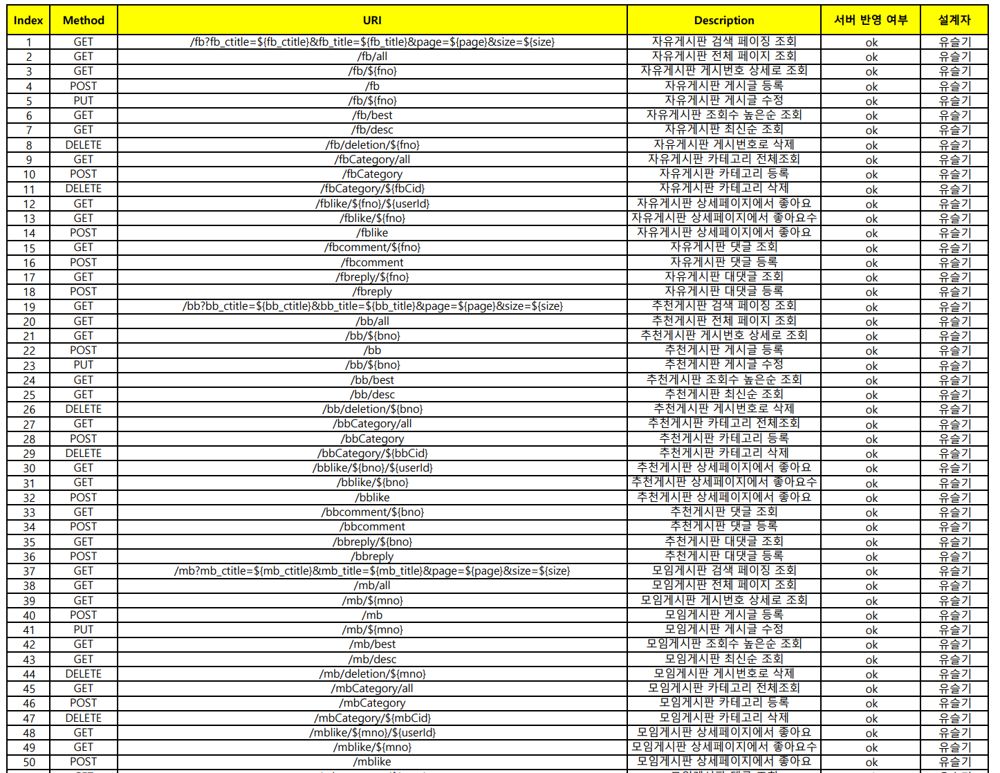 Index Method URI Description 서버 반영 여부 설계자
1 GET /fb?fb_ctitle=${fb_ctitle}&fb_title=${fb_title}&page=${page}&size=${size} 자유게시판 검색 페이징 조회 ok 유슬기
2 GET /fb/all 자유게시판 전체 페이지 조회 ok 유슬기
3 GET /fb/${fno} 자유게시판 게시번호 상세로 조회 ok 유슬기
4 POST /fb 자유게시판 게시글 등록 ok 유슬기
5 PUT /fb/${fno} 자유게시판 게시글 수정 ok 유슬기
6 GET /fb/best 자유게시판 조회수 높은순 조회 ok 유슬기
7 GET /fb/desc 자유게시판 최신순 조회 ok 유슬기
8 DELETE /fb/deletion/${fno} 자유게시판 게시번호로 삭제 ok 유슬기
9 GET /fbCategory/all 자유게시판 카테고리 전체조회 ok 유슬기
10 POST /fbCategory 자유게시판 카테고리 등록 ok 유슬기
11 DELETE /fbCategory/${fbCid} 자유게시판 카테고리 삭제 ok 유슬기
12 GET /fblike/${fno}/${userId} 자유게시판 상세페이지에서 좋아요 ok 유슬기
13 GET /fblike/${fno} 자유게시판 상세페이지에서 좋아요수 ok 유슬기
14 POST /fblike 자유게시판 상세페이지에서 좋아요 ok 유슬기
15 GET /fbcomment/${fno} 자유게시판 댓글 조회 ok 유슬기
16 POST /fbcomment 자유게시판 댓글 등록 ok 유슬기
17 GET /fbreply/${fno} 자유게시판 대댓글 조회 ok 유슬기
18 POST /fbreply 자유게시판 대댓글 등록 ok 유슬기
19 GET /bb?bb_ctitle=${bb_ctitle}&bb_title=${bb_title}&page=${page}&size=${size} 추천게시판 검색 페이징 조회 ok 유슬기
20 GET /bb/all 추천게시판 전체 페이지 조회 ok 유슬기
21 GET /bb/${bno} 추천게시판 게시번호 상세로 조회 ok 유슬기
22 POST /bb 추천게시판 게시글 등록 ok 유슬기
23 PUT /bb/${bno} 추천게시판 게시글 수정 ok 유슬기
24 GET /bb/best 추천게시판 조회수 높은순 조회 ok 유슬기
25 GET /bb/desc 추천게시판 최신순 조회 ok 유슬기
26 DELETE /bb/deletion/${bno} 추천게시판 게시번호로 삭제 ok 유슬기
27 GET /bbCategory/all 추천게시판 카테고리 전체조회 ok 유슬기
28 POST /bbCategory 추천게시판 카테고리 등록 ok 유슬기
29 DELETE /bbCategory/${bbCid} 추천게시판 카테고리 삭제 ok 유슬기
30 GET /bblike/${bno}/${userId} 추천게시판 상세페이지에서 좋아요 ok 유슬기
31 GET /bblike/${bno} 추천게시판 상세페이지에서 좋아요수 ok 유슬기
32 POST /bblike 추천게시판 상세페이지에서 좋아요 ok 유슬기
33 GET /bbcomment/${bno} 추천게시판 댓글 조회 ok 유슬기
34 POST /bbcomment 추천게시판 댓글 등록 ok 유슬기
35 GET /bbreply/${bno} 추천게시판 대댓글 조회 ok 유슬기
36 POST /bbreply 추천게시판 대댓글 등록 ok 유슬기
37 GET /mb?mb_ctitle=${mb_ctitle}&mb_title=${mb_title}&page=${page}&size=${size} 모임게시판 검색 페이징 조회 ok 유슬기
38 GET /mb/all 모임게시판 전체 페이지 조회 ok 유슬기
39 GET /mb/${mno} 모임게시판 게시번호 상세로 조회 ok 유슬기
40 POST /mb 모임게시판 게시글 등록 ok 유슬기
41 PUT /mb/${mno} 모임게시판 게시글 수정 ok 유슬기
42 GET /mb/best 모임게시판 조회수 높은순 조회 ok 유슬기
43 GET /mb/desc 모임게시판 최신순 조회 ok 유슬기
44 DELETE /mb/deletion/${mno} 모임게시판 게시번호로 삭제 ok 유슬기
45 GET /mbCategory/all 모임게시판 카테고리 전체조회 ok 유슬기
46 POST /mbCategory 모임게시판 카테고리 등록 ok 유슬기
47 DELETE /mbCategory/${mbCid} 모임게시판 카테고리 삭제 ok 유슬기
48 GET /mblike/${mno}/${userId} 모임게시판 상세페이지에서 좋아요 ok 유슬기
49 GET /mblike/${mno} 모임게시판 상세페이지에서 좋아요수 ok 유슬기
50 POST /mblike 모임게시판 상세페이지에서 좋아요 ok 유슬기